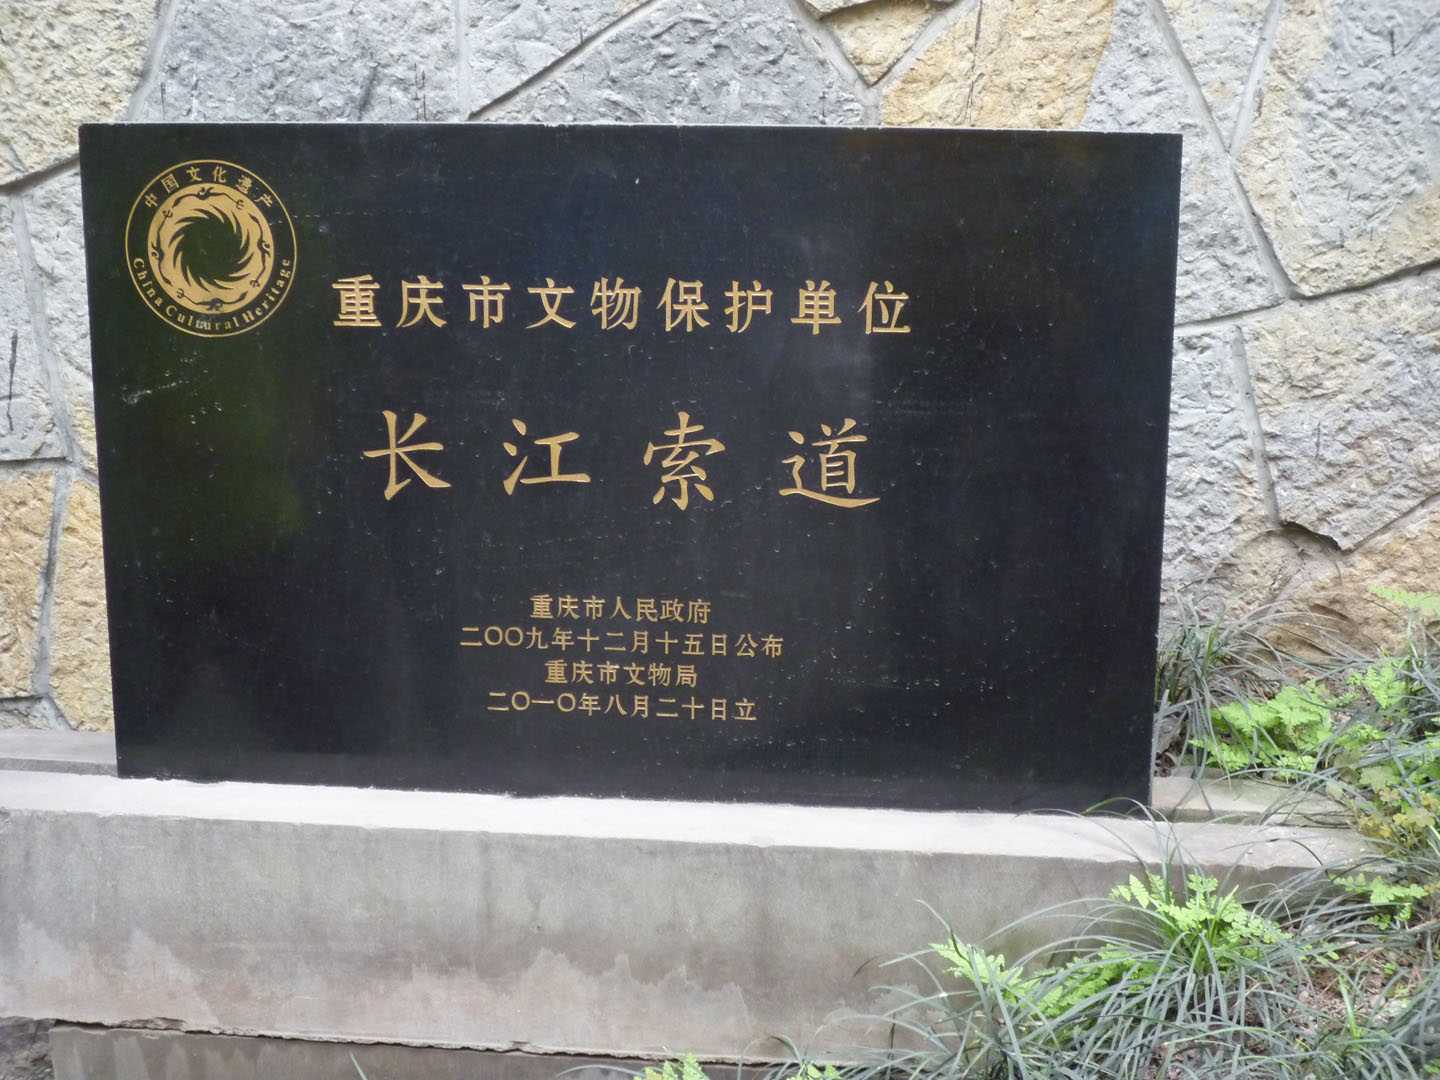 中国文化遗产
China Cultural Heritage
重庆市文物保护单位
长江索道
重庆市人民政府
二〇〇九年十二月十五日公布
重庆市文物局
二〇一〇年八月二十日立